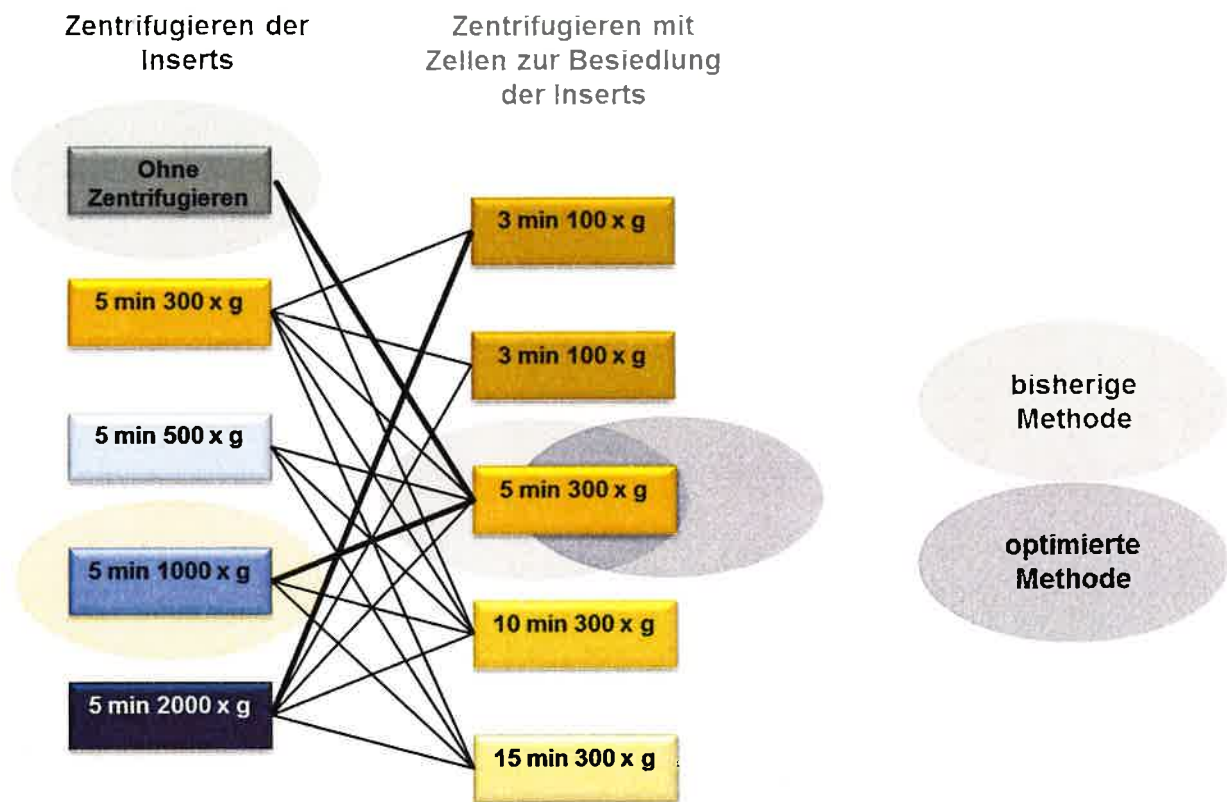 Zentrifugieren der
Inserts
Zentrifugieren mit
Zellen zur Besiedlung
der Inserts
Ohne
Zentrifugieren
5 min 300 x g
5 min 500 x g
5 min 1000 x g
5 min 2000 x g
3 min 100 x g
3 min 100 x g
5 min 300 x g
10 min 300 x g
15 min 300 x g
bisherige
Methode
optimierte
Methode